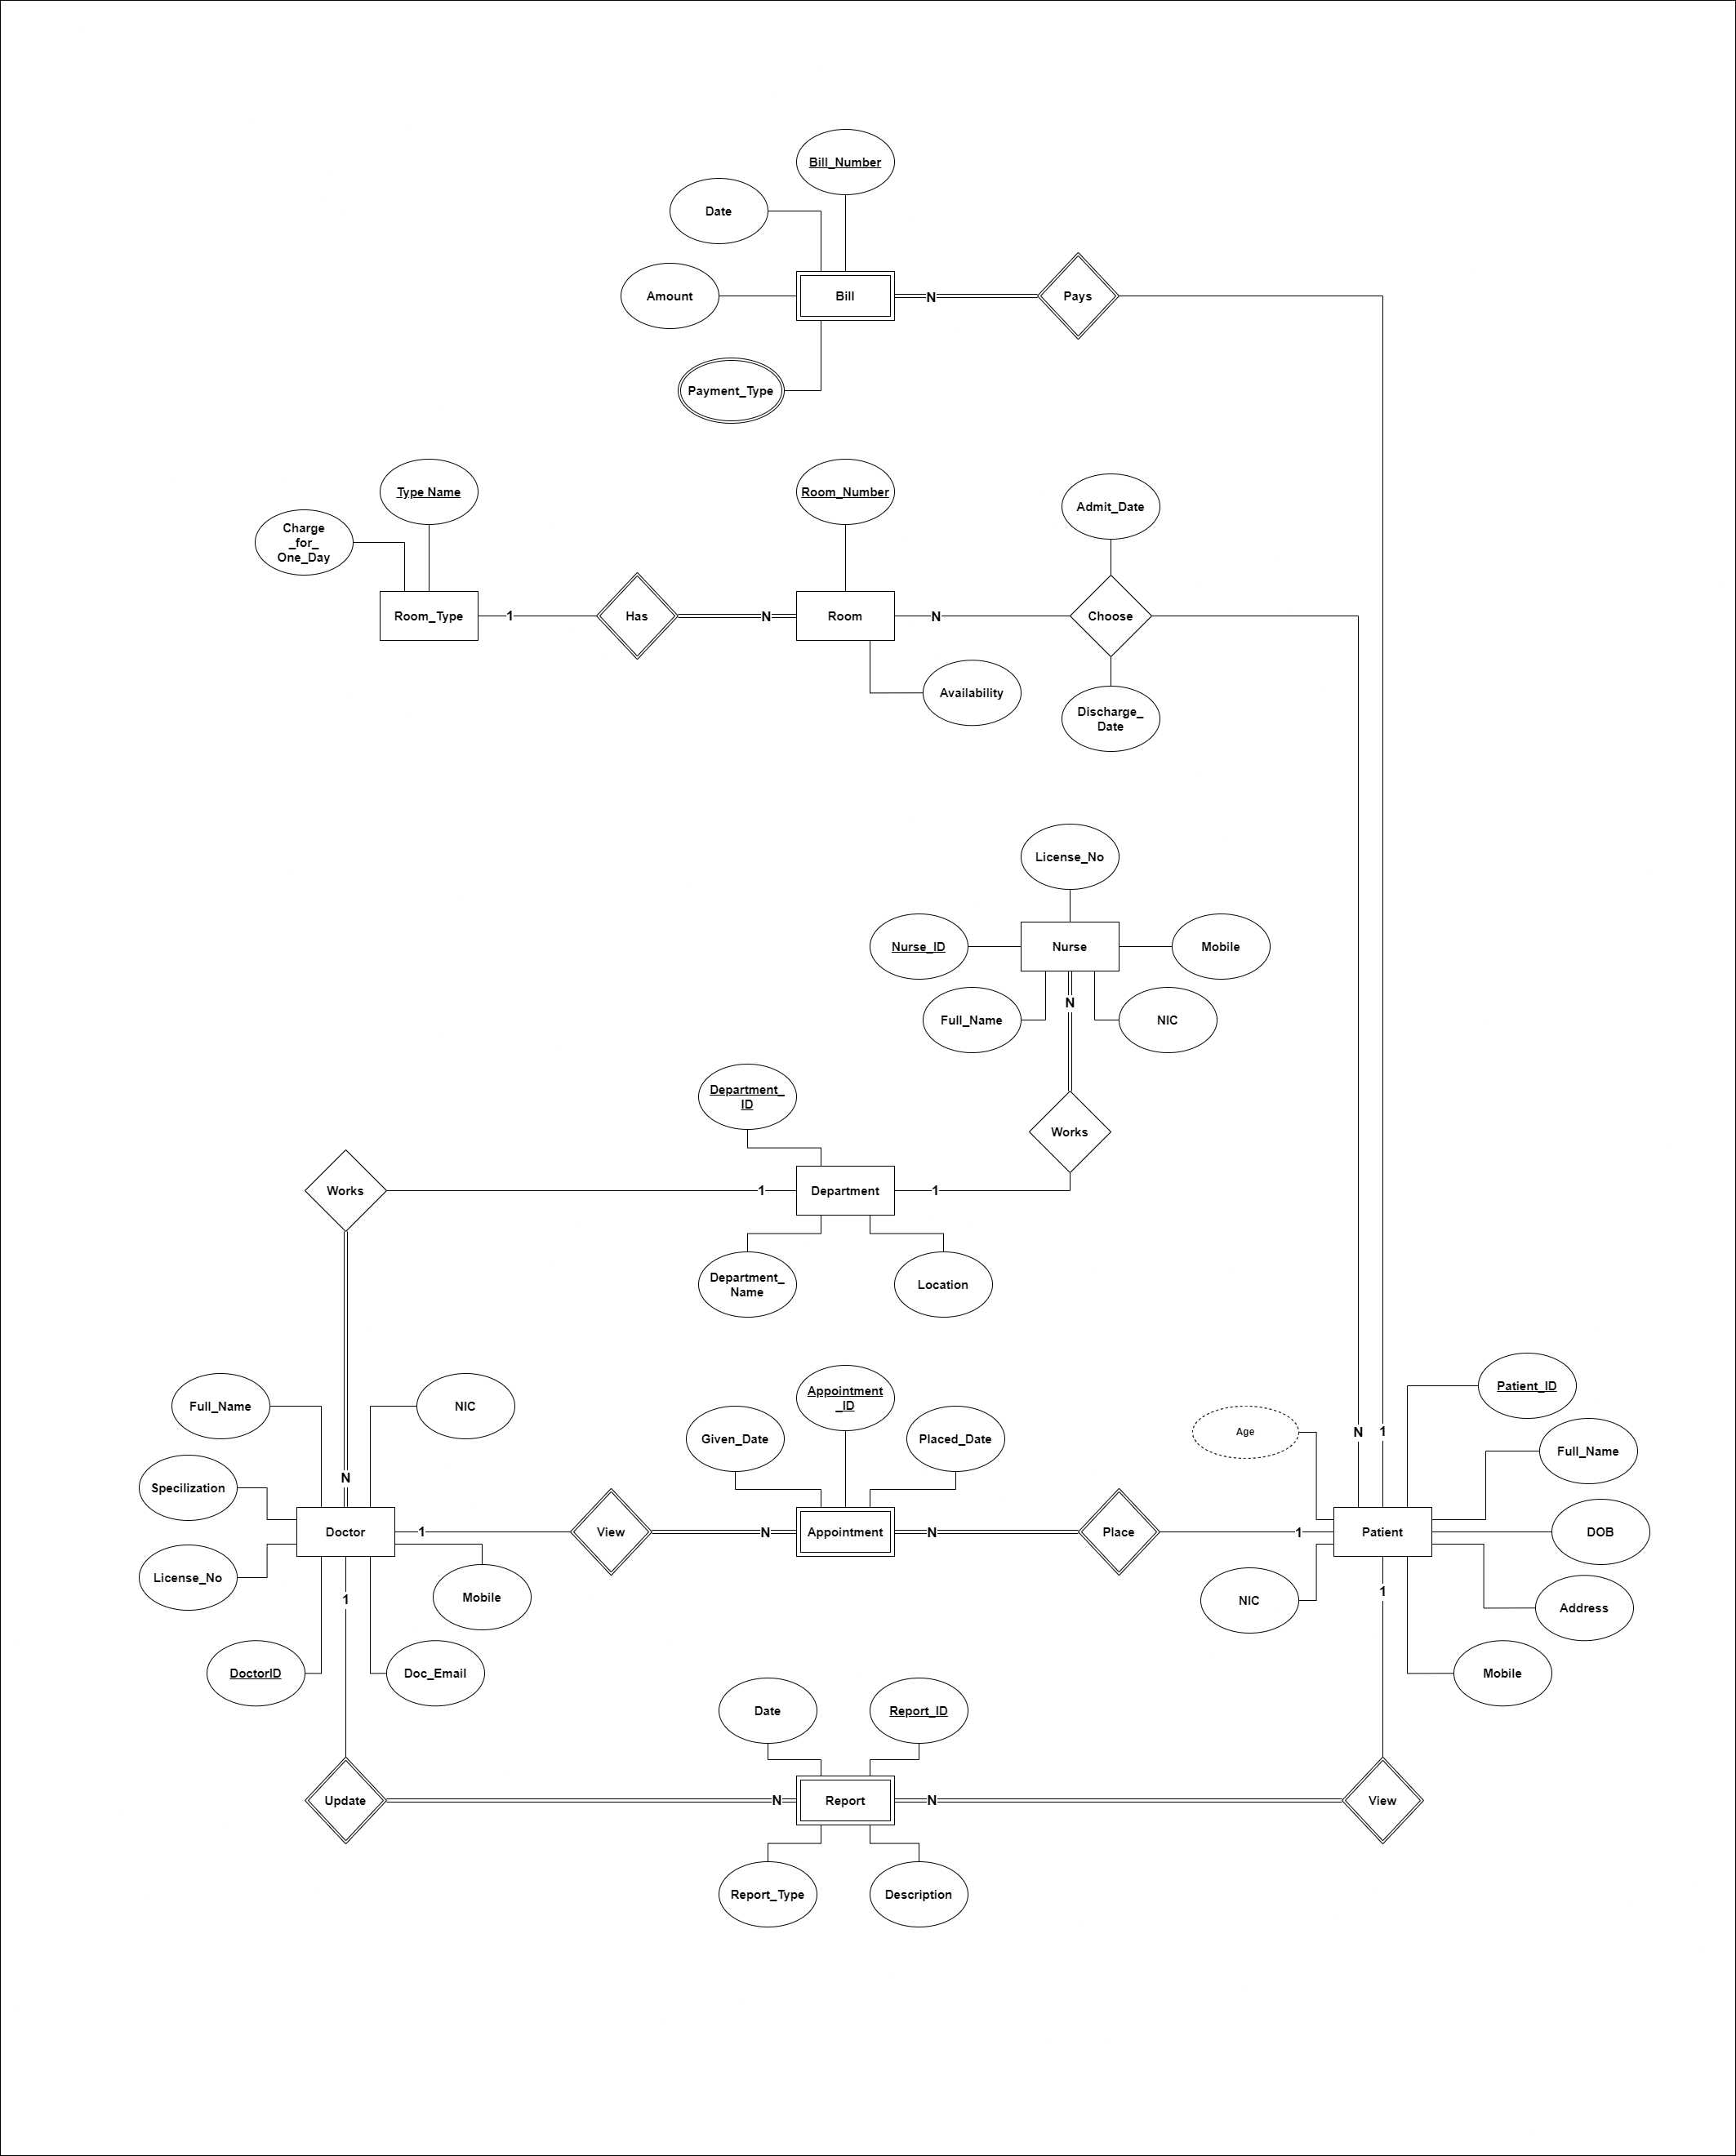 Bill_Number
Date
Amount
Bill
N
Pays
Payment_Type
Type Name
Room_Number
Admit_Date
Charge
_for_
One_Day
Room_Type
1
Has
N
Room
N
Choose
Availability
Discharge_
Date
License_No
Nurse_ID
Nurse
Mobile
N
Full_Name
NIC
Department_
ID
Works
Works
1
Department
1
Department_
Name
Location
Patient_ID
Appointment
_ID
Full_Name
NIC
Given_Date
Placed_Date
Age
N
1
Full_Name
N
Specilization
Doctor
1
View
N
Appointment
N
Place
1
Patient
DOB
License_No
1
Mobile
NIC
1
Address
DoctorID
Doc_Email
Mobile
Date
Report_ID
Update
N
Report
N
View
Report_Type
Description